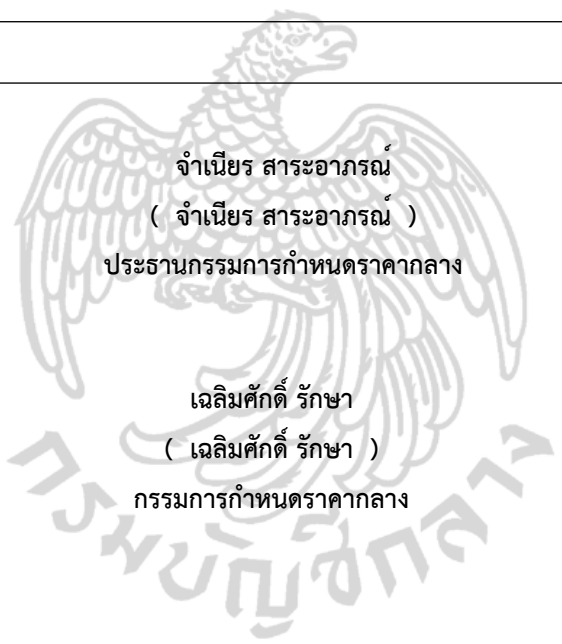 จำเนียร สาระอาภรณ์
( จำเนียร สาระอาภรณ์ )
ประธานกรรมการกำหนดราคากลาง
เฉลิมศักดิ์ รักษา
( เฉลิมศักดิ์ รักษา )
กรรมการกำหนดราคากลาง
กรมบัญชีกลาง